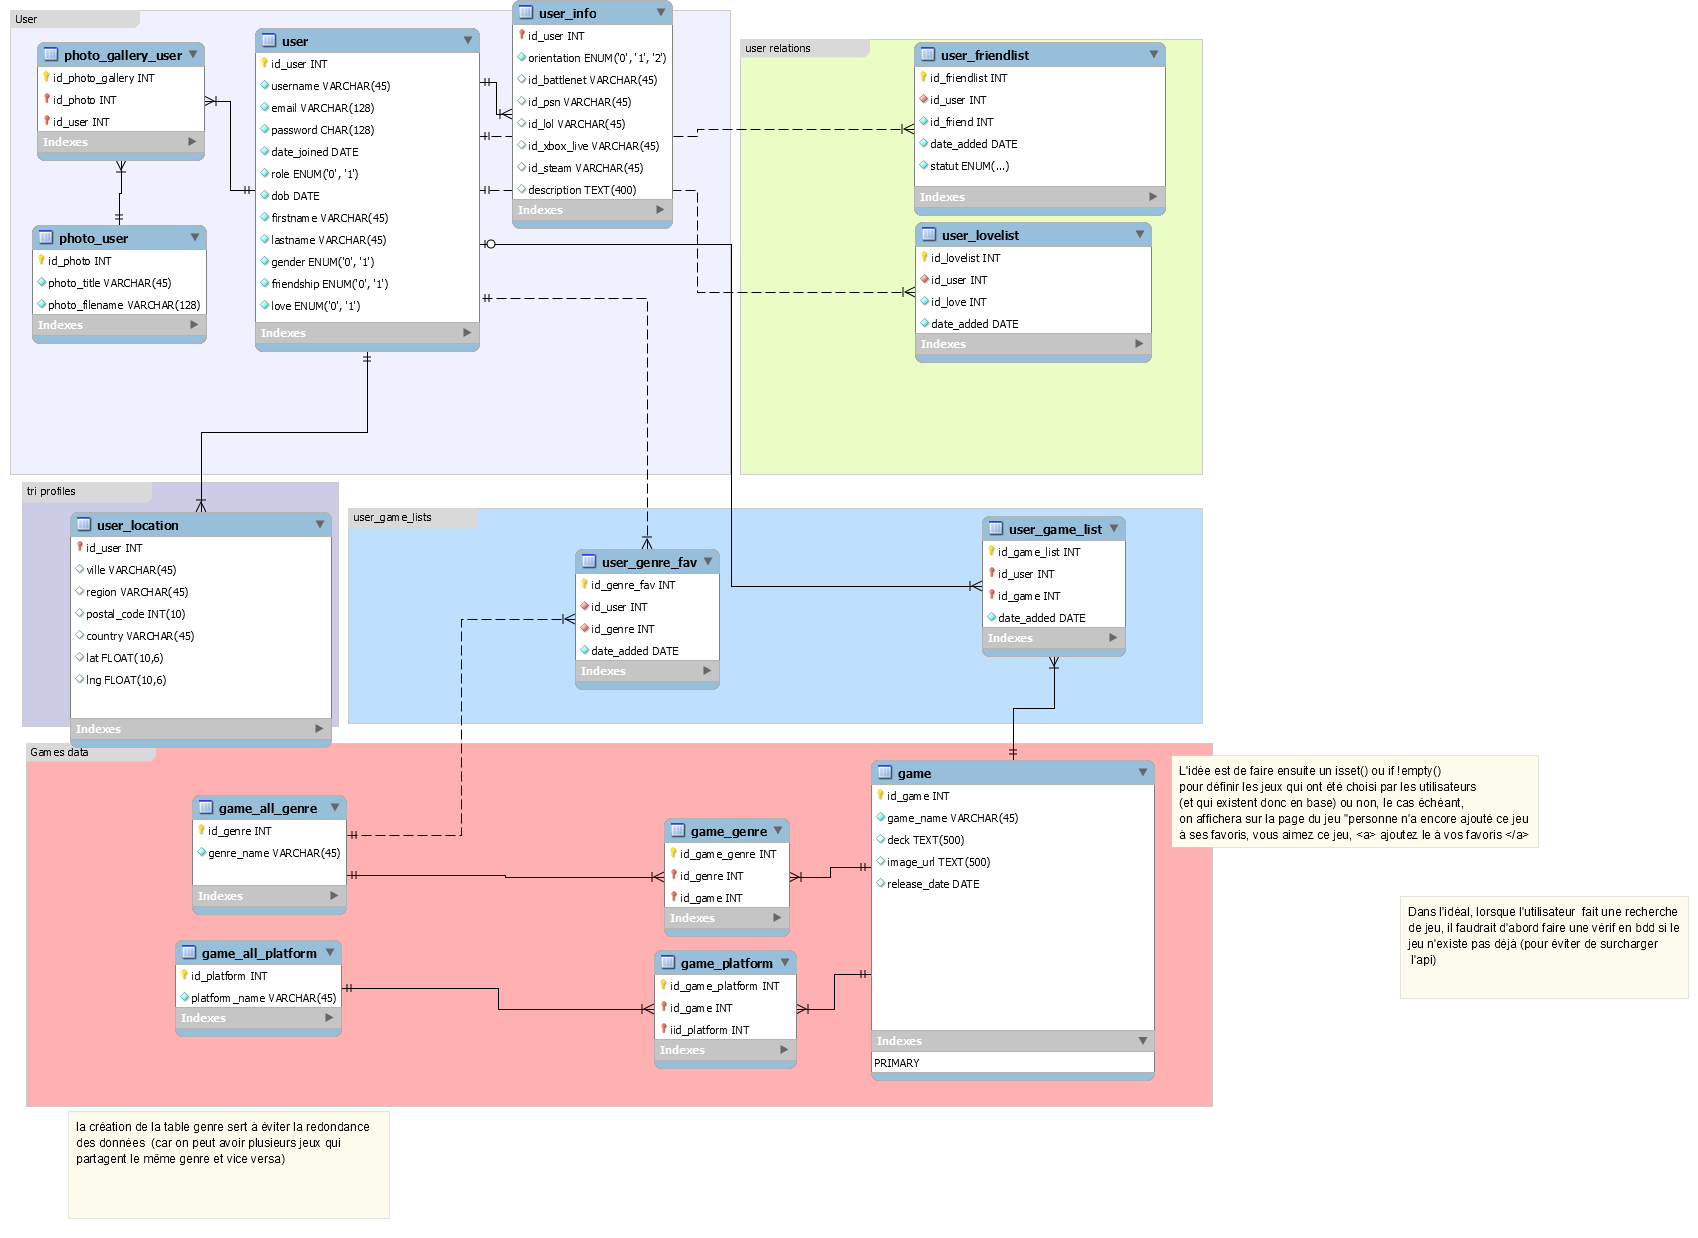 User
photo_gallery_user
id_photo_gallery INT
id_photo INT
id_user INT
Indexes
photo_user
id_photo INT
photo_title VARCHAR(45)
photo_filename VARCHAR(128)
Indexes
user
id_user INT
username VARCHAR(45)
email VARCHAR(128)
password CHAR(128)
date_joined DATE
role ENUM('0', '1')
dob DATE
firstname VARCHAR(45)
lastname VARCHAR(45)
gender ENUM('0', '1')
friendship ENUM('0', '1')
love ENUM('0', '1')
Indexes
user_info
id_user INT
orientation ENUM('0', '1', '2')
id_battlenet VARCHAR(45)
id_psn VARCHAR(45)
id_lol VARCHAR(45)
id_xbox_live VARCHAR(45)
id_steam VARCHAR(45)
description TEXT(400)
Indexes
user relations
user_friendlist
id_friendlist INT
id_user INT
id_friend INT
date_added DATE
statut ENUM(...)
Indexes
user_lovelist
id_lovelist INT
id_user INT
id_love INT
date_added DATE
Indexes
tri profiles
user_location
id_user INT
ville VARCHAR(45)
region VARCHAR(45)
postal_code INT(10)
country VARCHAR(45)
lat FLOAT(10,6)
lng FLOAT(10,6)
Indexes
user_game_lists
user_genre_fav
id_genre_fav INT
id_user INT
id_genre INT
date_added DATE
Indexes
user_game_list
id_game_list INT
id_user INT
id_game INT
date_added DATE
Indexes
Games data
game_all_genre
id_genre INT
genre_name VARCHAR(45)
Indexes
game_all_platform
id_platform INT
platform_name VARCHAR(45)
Indexes
game_genre
id_game_genre INT
id_genre INT
id_game INT
Indexes
game_platform
id_game_platform INT
id_game INT
iid_platform INT
Indexes
game
id_game INT
game_name VARCHAR(45)
deck TEXT(500)
image_url TEXT(500)
release_date DATE
Indexes
PRIMARY
L'idée est de faire ensuite un isset() ou if !empty()
pour définir les jeux qui ont été choisi par les utilisateurs
(et qui existent donc en base) ou non, le cas échéant,
on affichera sur la page du jeu "personne n'a encore ajouté ce jeu
à ses favoris, vous aimez ce jeu, <a> ajoutez le à vos favoris </a>
Dans l'idéal, lorsque l'utilisateur fait une recherche
de jeu, il faudrait d'abord faire une vérif en bdd si le
jeu n'existe pas déjà (pour éviter de surcharger
l'api)
la création de la table genre sert à éviter la redondance
des données (car on peut avoir plusieurs jeux qui
partagent le même genre et vice versa)